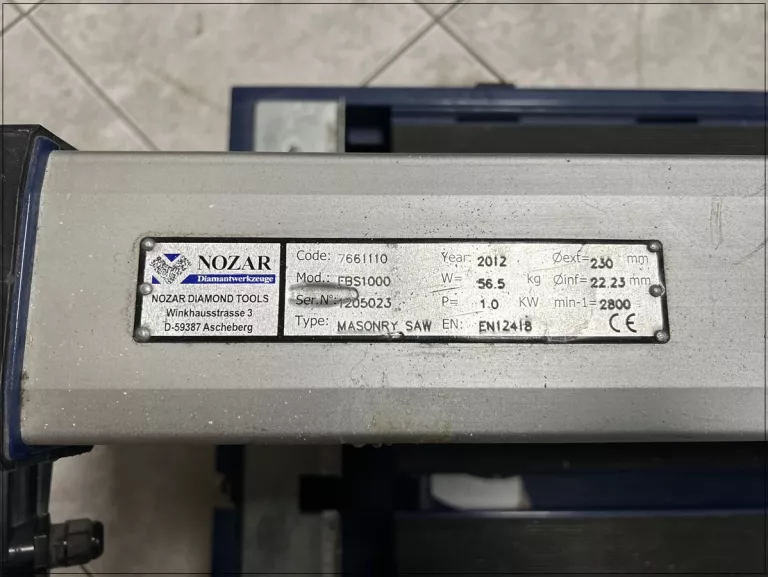 NOZAR
Diamantwerkzeuge
NOZAR DIAMOND TOOLS
Winkhausstrasse 3
D-59387 Ascheberg
Code: 7661110 Year: 2012 Øext= 230 mm
Mod.: FBS1000 W= 56.5 kg Øinf= 22.23 mm
Ser.N°: 1205023 P= 1.0 KW min-1= 2800
Type: MASONRY SAW EN: EN12418 CE